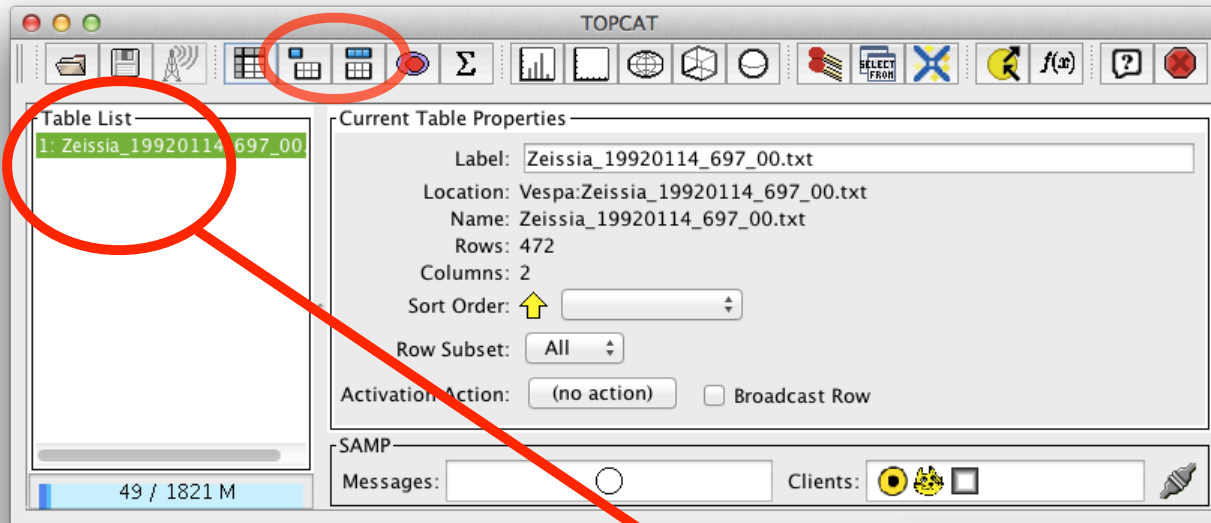 TOPCAT
SELECT
FROM
f(x)
Table List
1: Zeissia_19920114_697_00.
49 / 1821 M
Current Table Properties
Label: Zeissia_19920114_697_00.txt
Location: Vespa:Zeissia_19920114_697_00.txt
Name: Zeissia_19920114_697_00.txt
Rows: 472
Columns: 2
Sort Order:
Row Subset: All
Activation Action: (no action) Broadcast Row
SAMP
Messages: Clients: